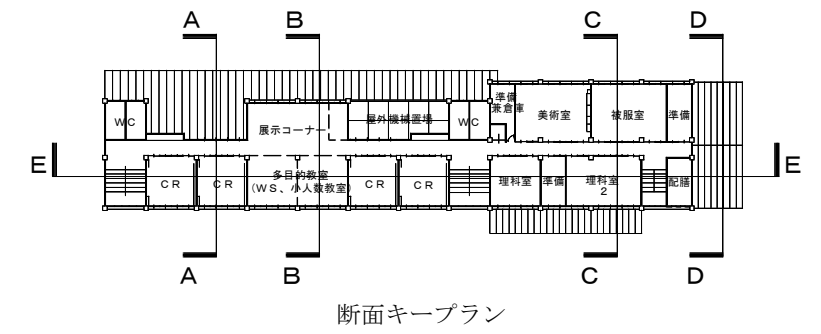 A
B
C
D
準備
兼倉庫
ＷＣ
展示コーナー
屋外機械置場
ＷＣ
美術室
被服室
準備
E
E
ＣＲ
ＣＲ
多目的教室
(ＷＳ、小人数教室)
ＣＲ
ＣＲ
理科室
準備
理科室
２
配膳
A
B
C
D
断面キープラン